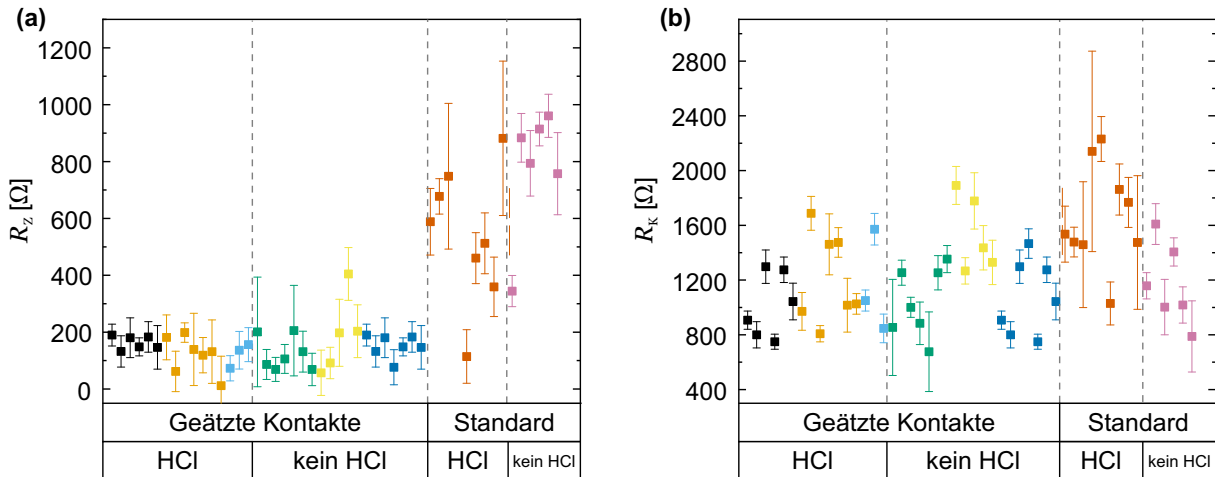 (a)
1200
1000
800
600
400
200
0
R_Z [Ω]
Geätzte Kontakte
Standard
HCl
kein HCl
HCl
kein HCl
(b)
2800
2400
2000
1600
1200
800
400
R_K [Ω]
Geätzte Kontakte
Standard
HCl
kein HCl
HCl
kein HCl